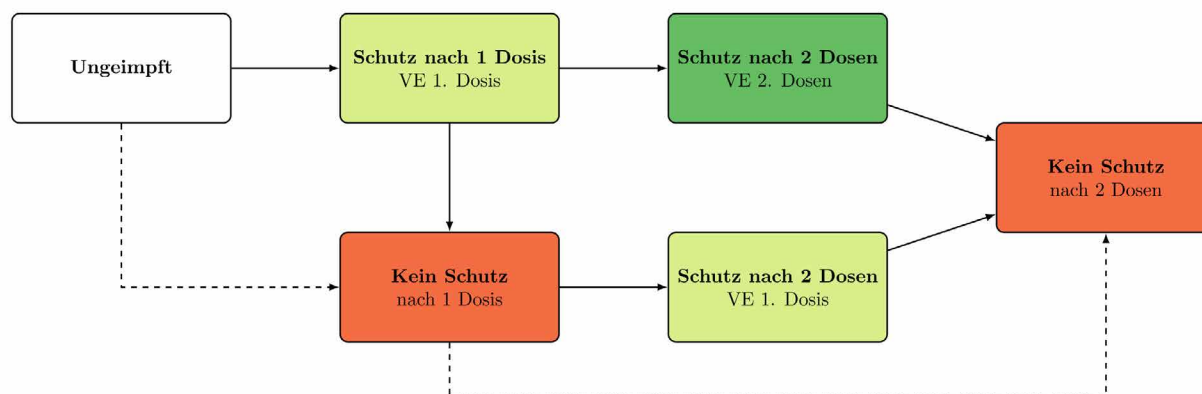 Ungeimpft
Schutz nach 1 Dosis
VE 1. Dosis
Schutz nach 2 Dosen
VE 2. Dosen
Kein Schutz
nach 2 Dosen
Kein Schutz
nach 1 Dosis
Schutz nach 2 Dosen
VE 1. Dosis